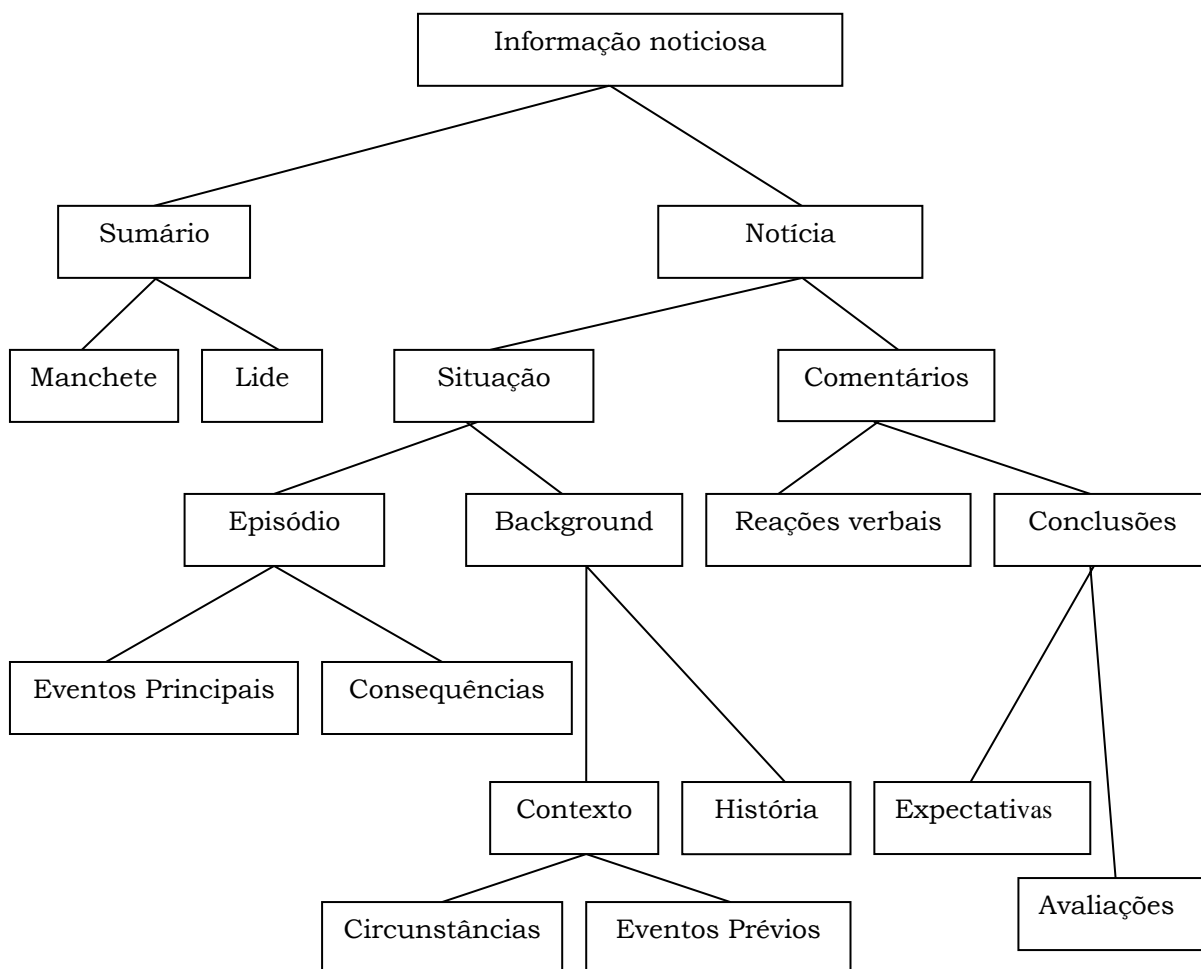 Informação noticiosa
Sumário
Notícia
Manchete
Lide
Situação
Comentários
Episódio
Background
Reações verbais
Conclusões
Eventos Principais
Consequências
Contexto
História
Expectativas
Avaliações
Circunstâncias
Eventos Prévios